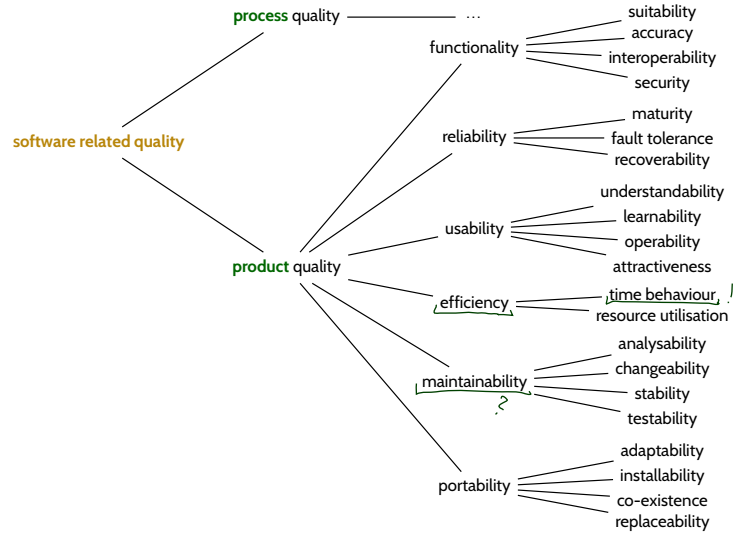 process quality
...
software related quality
product quality
functionality
suitability
accuracy
interoperability
security
reliability
maturity
fault tolerance
recoverability
usability
understandability
learnability
operability
attractiveness
efficiency
time behaviour !
resource utilisation
maintainability
?
analysability
changeability
stability
testability
portability
adaptability
installability
co-existence
replaceability